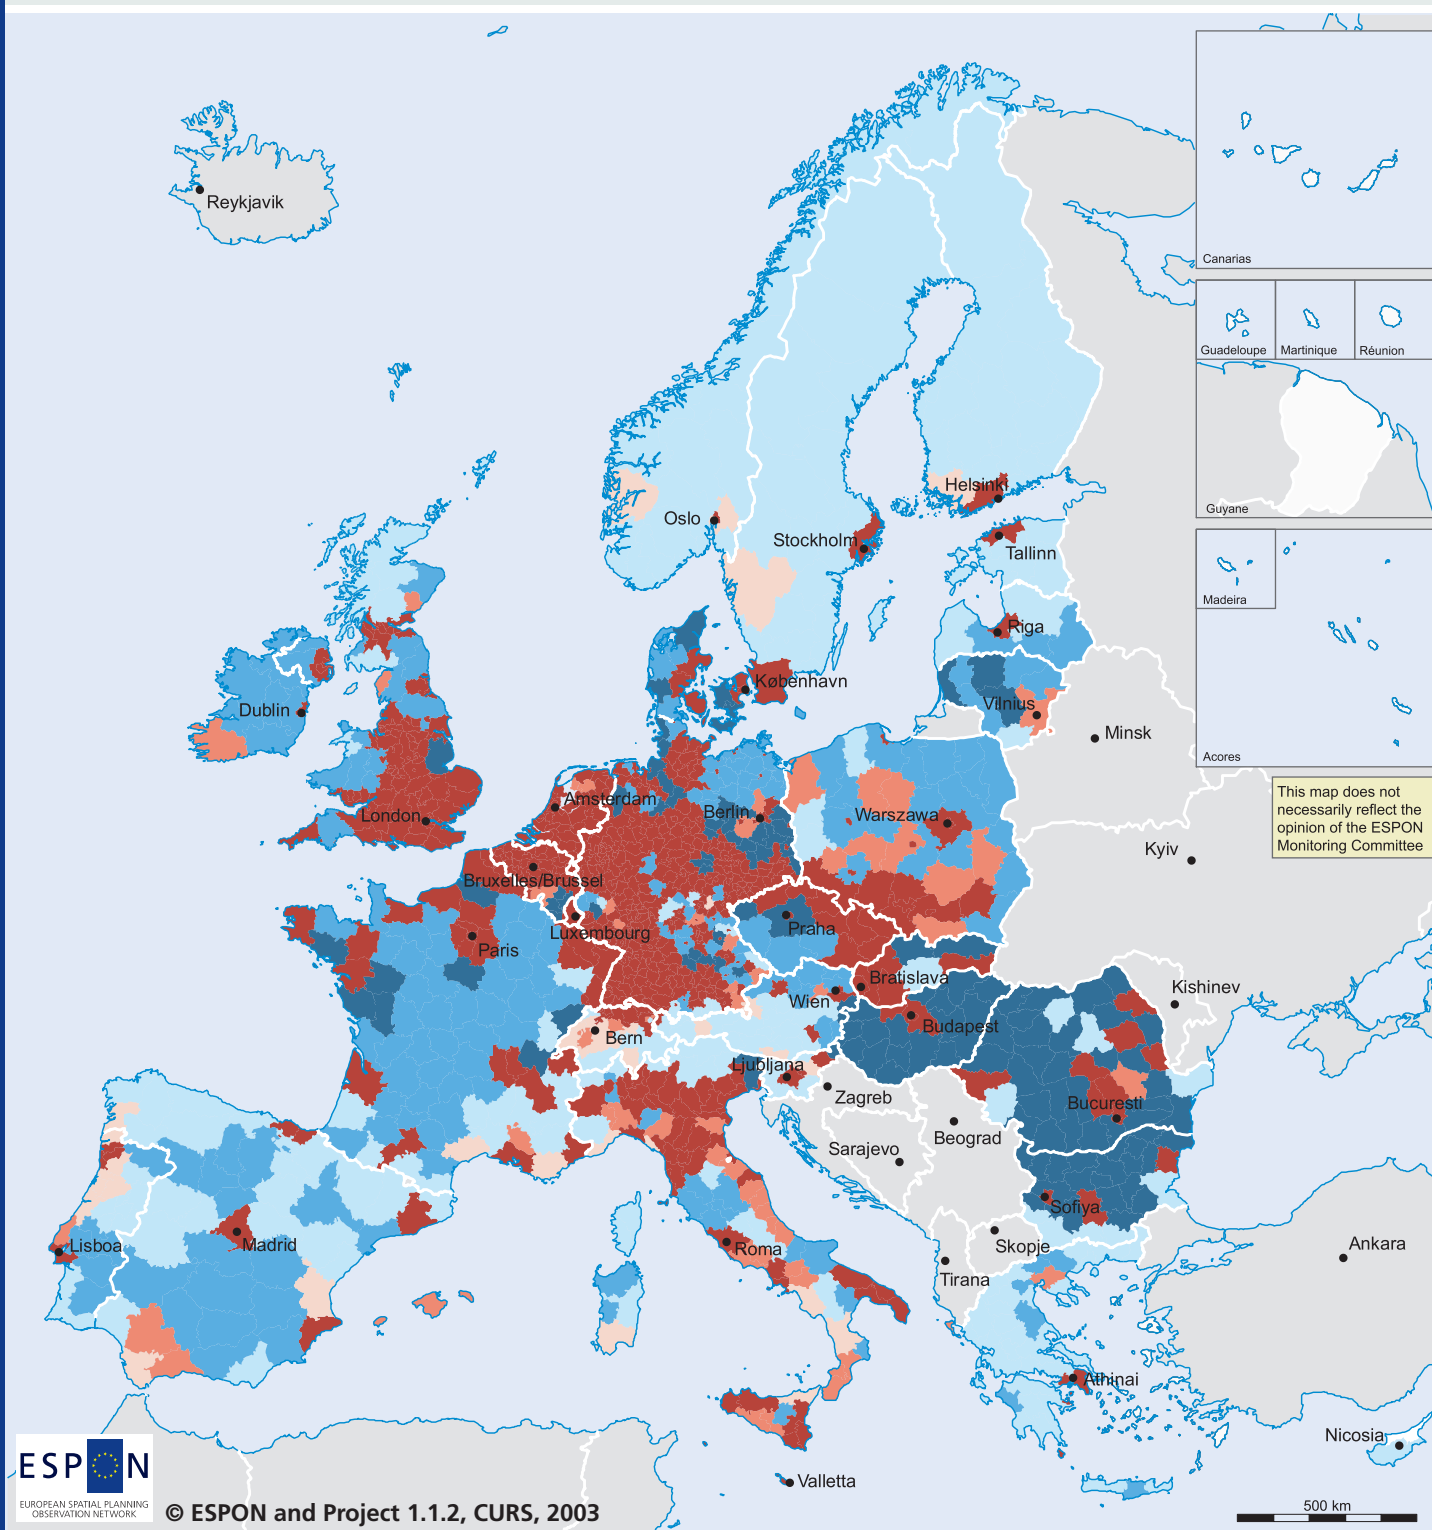 Reykjavik
Canarias
Guadeloupe
Martinique
Réunion
Guyane
Helsinki
Oslo
Stockholm
Tallinn
Madeira
Riga
København
Vilnius
Dublin
Minsk
Acores
This map does not
necessarily reflect the
opinion of the ESPON
Monitoring Committee
Amsterdam
London
Berlin
Warszawa
Kyiv
Bruxelles/Brussel
Luxembourg
Praha
Paris
Bratislava
Kishinev
Wien
Budapest
Bern
Ljubljana
Zagreb
Bucuresti
Beograd
Sarajevo
Sofiya
Lisboa
Madrid
Roma
Skopje
Ankara
Tirana
Athinai
Nicosia
Valletta
ESPON
EUROPEAN SPATIAL PLANNING
OBSERVATION NETWORK
© ESPON and Project 1.1.2, CURS, 2003
500 km